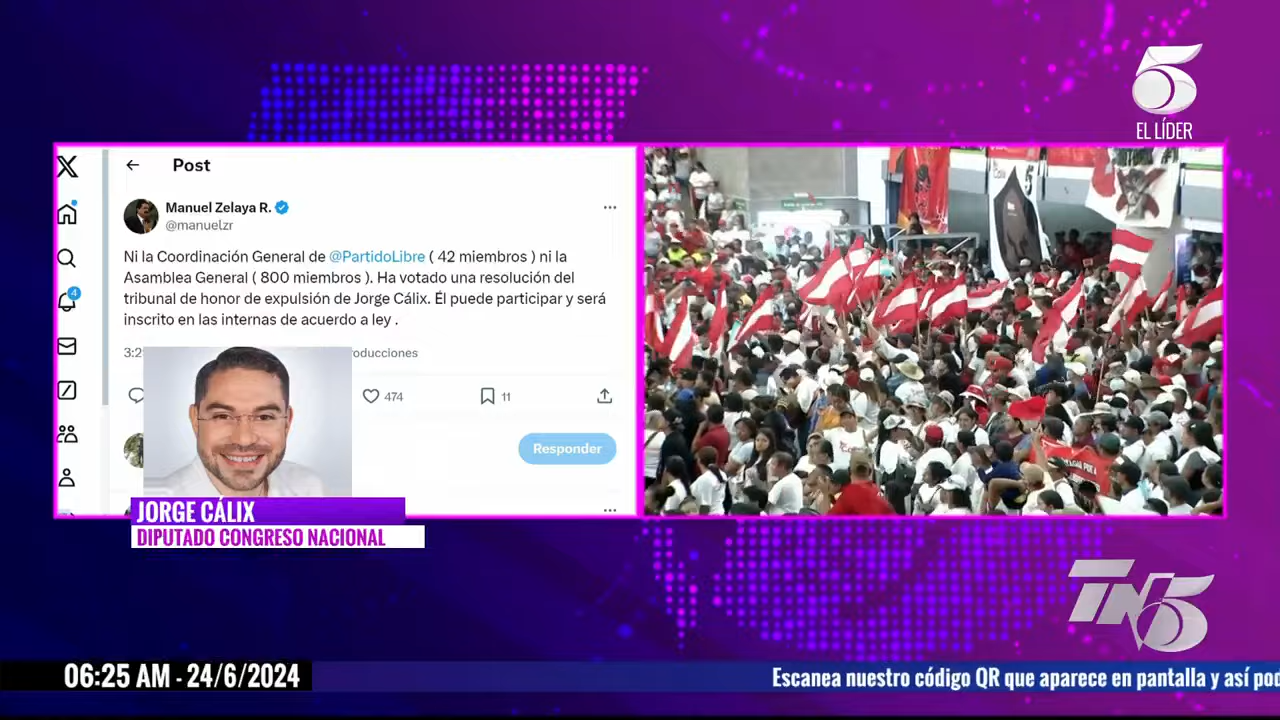 5
EL LÍDER
Post
Manuel Zelaya R.
@manuelzr
Ni la Coordinación General de @PartidoLibre ( 42 miembros ) ni la
Asamblea General ( 800 miembros ). Ha votado una resolución del
tribunal de honor de expulsión de Jorge Cálix. Él puede participar y será
inscrito en las internas de acuerdo a ley .
474
11
4
Responder
JORGE CÁLIX
DIPUTADO CONGRESO NACIONAL
TN5
06:25 AM - 24/6/2024
Escanea nuestro código QR que aparece en pantalla y así